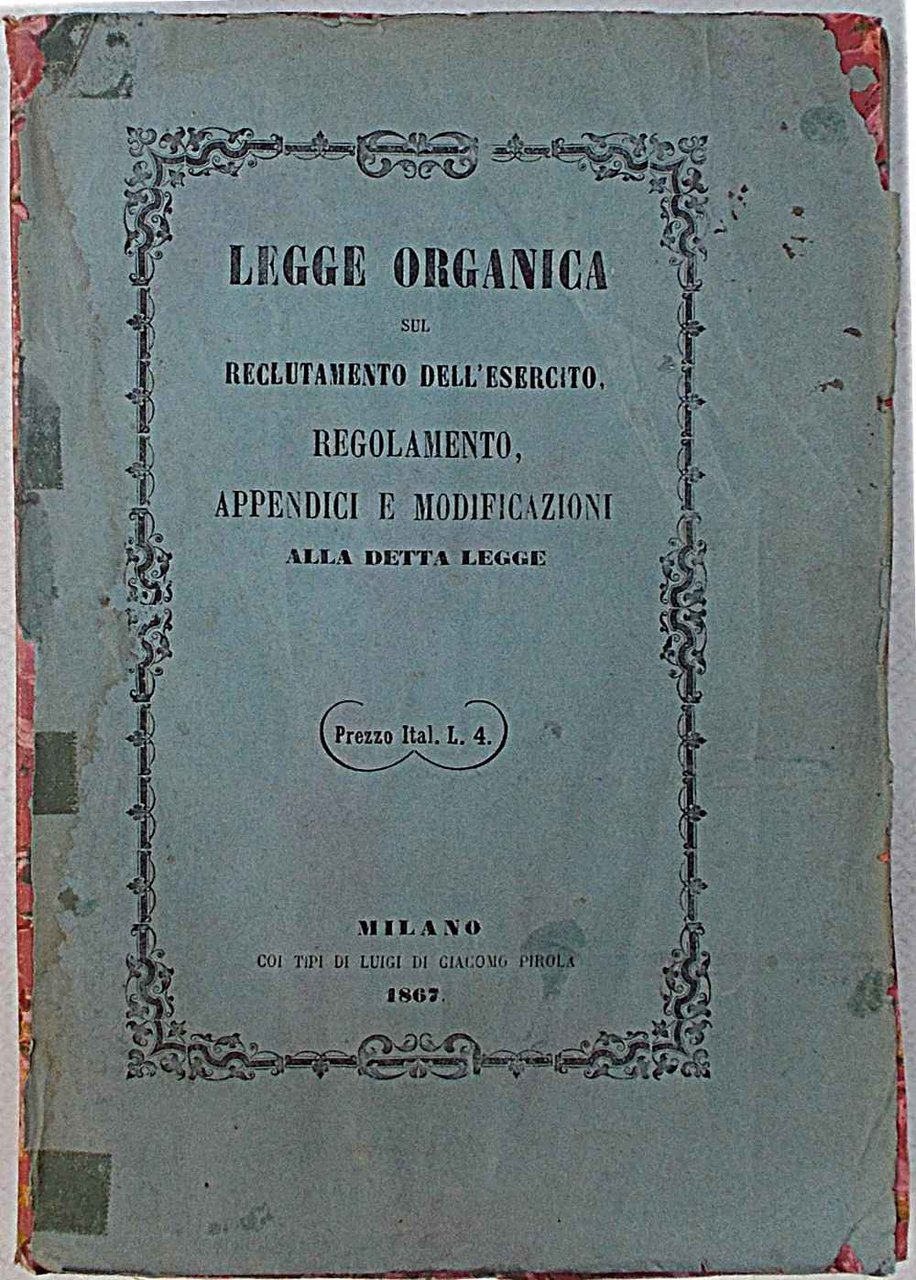 LEGGE ORGANICA
SUL
RECLUTAMENTO DELL'ESERCITO,
REGOLAMENTO,
APPENDICI E MODIFICAZIONI
ALLA DETTA LEGGE
Prezzo Ital. L. 4.
MILANO
COI TIPI DI LUIGI DI GIACOMO PIROLA
1867.